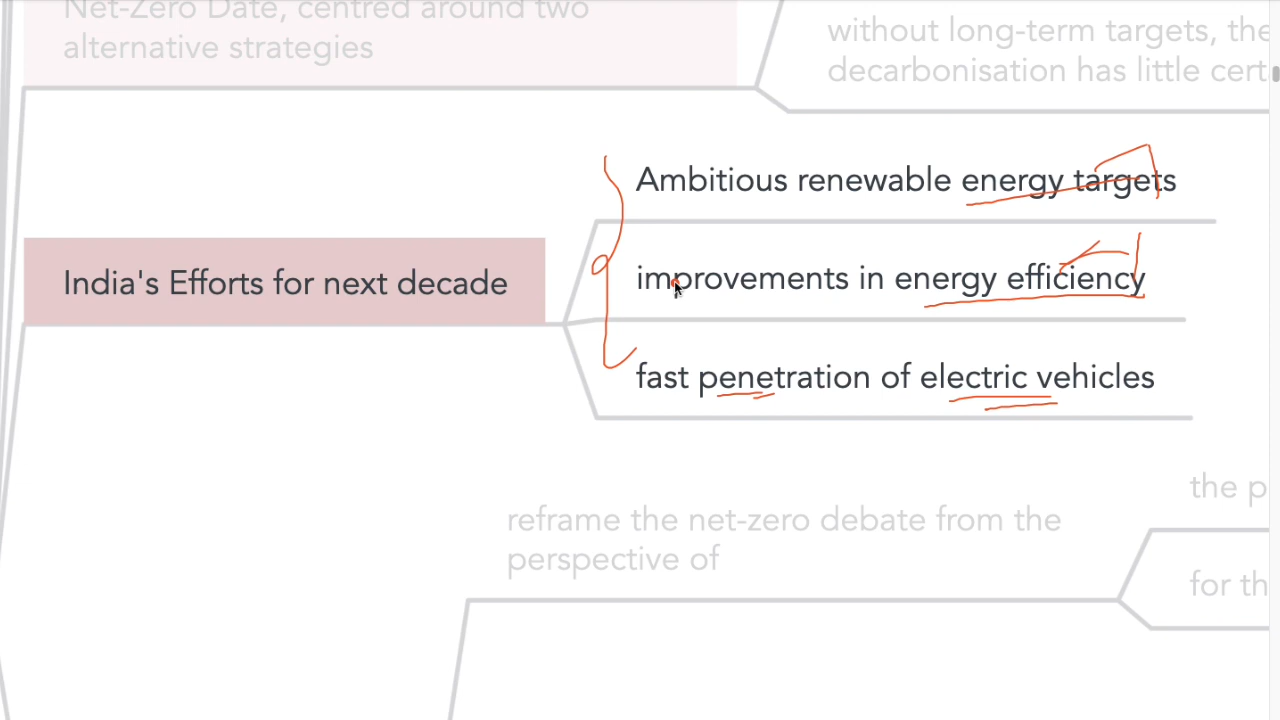 Net-Zero Date, centred around two
alternative strategies
without long-term targets, the
decarbonisation has little cert
Ambitious renewable energy targets
India's Efforts for next decade
improvements in energy efficiency
fast penetration of electric vehicles
reframe the net-zero debate from the
perspective of
the p
for th